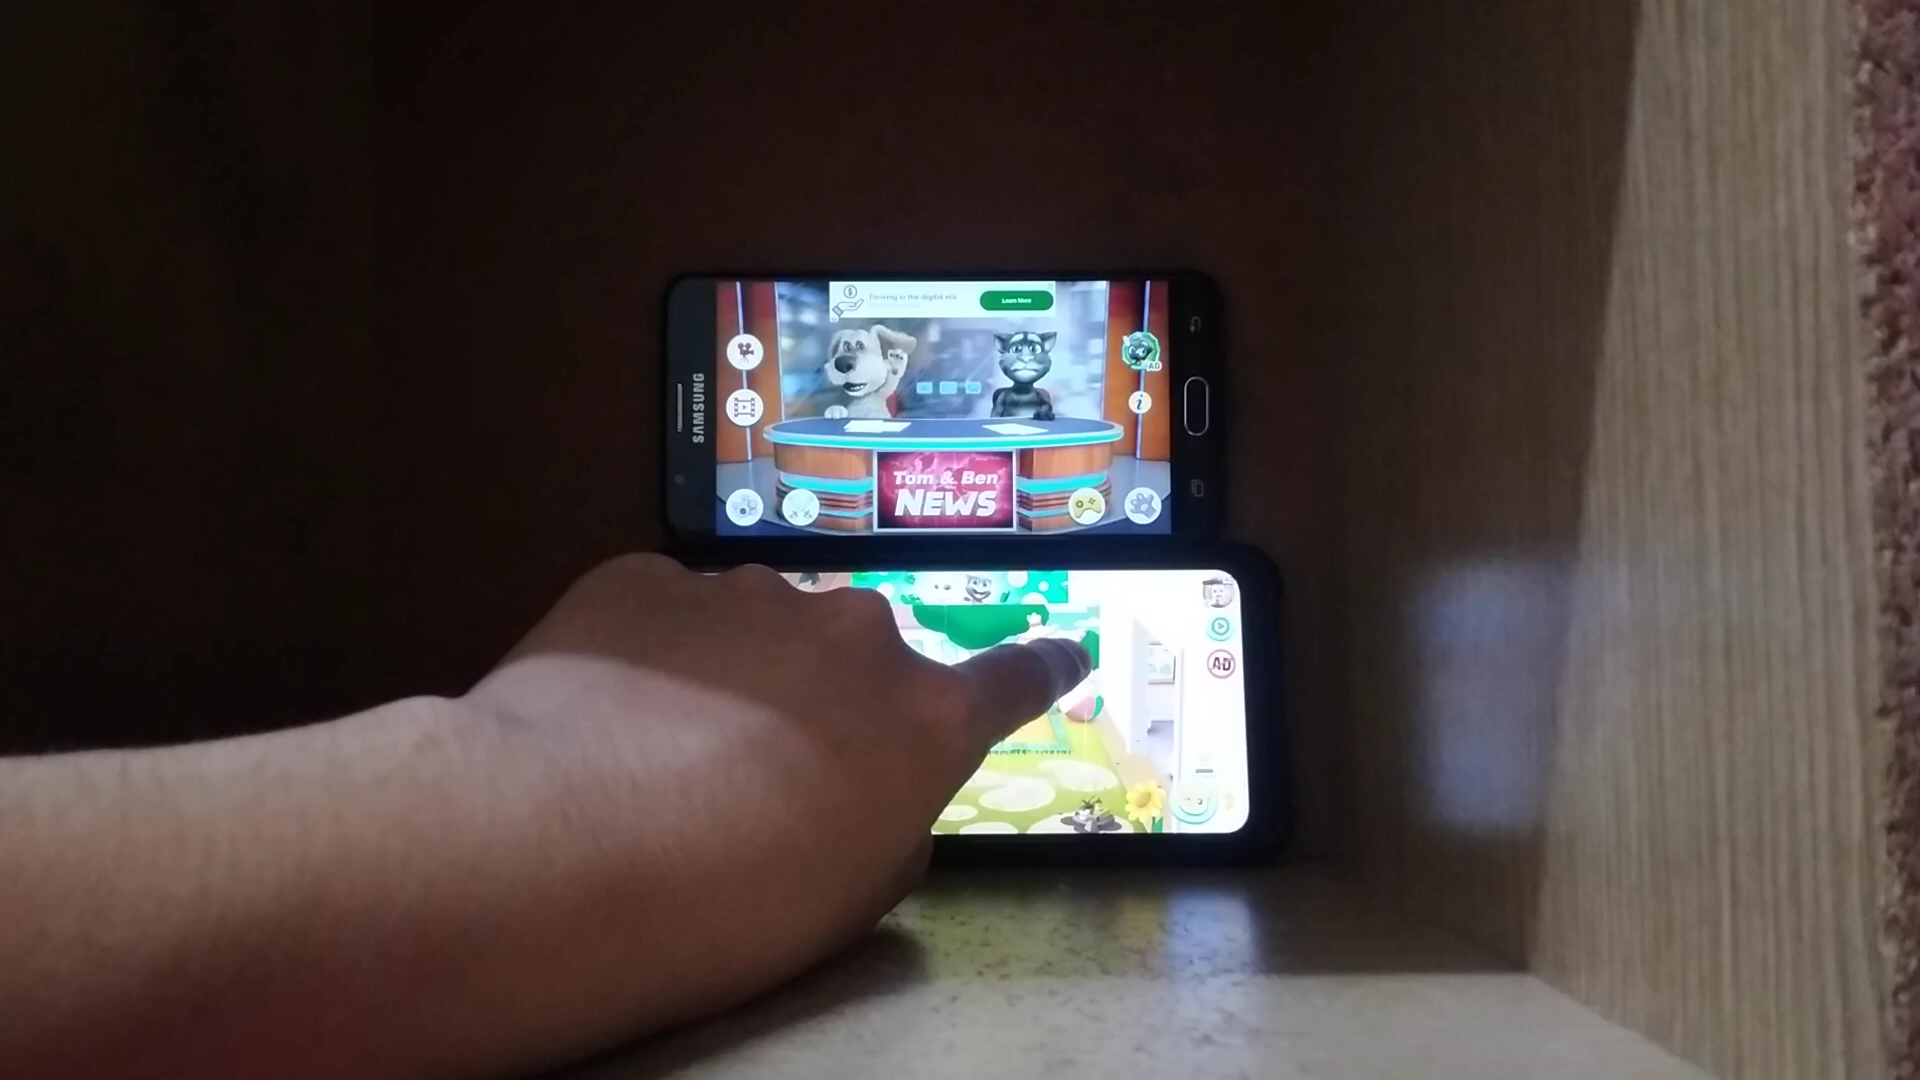 Thriving in the digital era
Learn More
SAMSUNG
AD
i
Tom & Ben
NEWS
AD